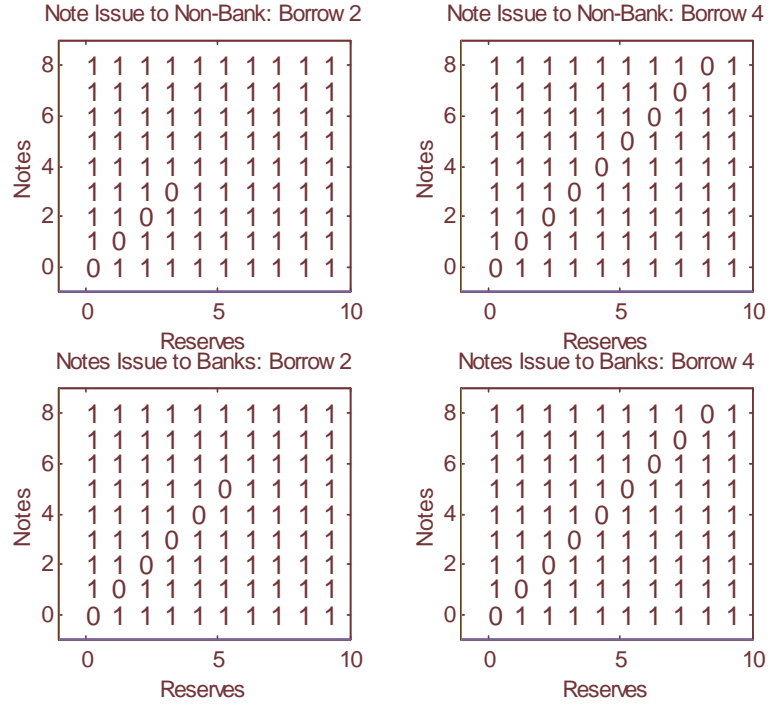 Note Issue to Non-Bank: Borrow 2
Notes
8 1 1 1 1 1 1 1 1 1 1
1 1 1 1 1 1 1 1 1 1
6 1 1 1 1 1 1 1 1 1 1
1 1 1 1 1 1 1 1 1 1
4 1 1 1 1 1 1 1 1 1 1
1 1 1 0 1 1 1 1 1 1
2 1 1 0 1 1 1 1 1 1 1
1 0 1 1 1 1 1 1 1 1
0 0 1 1 1 1 1 1 1 1 1
0 5 10
Reserves
Note Issue to Non-Bank: Borrow 4
Notes
8 1 1 1 1 1 1 1 1 0 1
1 1 1 1 1 1 1 0 1 1
6 1 1 1 1 1 1 0 1 1 1
1 1 1 1 1 0 1 1 1 1
4 1 1 1 1 0 1 1 1 1 1
1 1 1 0 1 1 1 1 1 1
2 1 1 0 1 1 1 1 1 1 1
1 0 1 1 1 1 1 1 1 1
0 0 1 1 1 1 1 1 1 1 1
0 5 10
Reserves
Notes Issue to Banks: Borrow 2
Notes
8 1 1 1 1 1 1 1 1 1 1
1 1 1 1 1 1 1 1 1 1
6 1 1 1 1 1 1 1 1 1 1
1 1 1 1 1 0 1 1 1 1
4 1 1 1 1 0 1 1 1 1 1
1 1 1 0 1 1 1 1 1 1
2 1 1 0 1 1 1 1 1 1 1
1 0 1 1 1 1 1 1 1 1
0 0 1 1 1 1 1 1 1 1 1
0 5 10
Reserves
Notes Issue to Banks: Borrow 4
Notes
8 1 1 1 1 1 1 1 1 0 1
1 1 1 1 1 1 1 0 1 1
6 1 1 1 1 1 1 0 1 1 1
1 1 1 1 1 0 1 1 1 1
4 1 1 1 1 0 1 1 1 1 1
1 1 1 0 1 1 1 1 1 1
2 1 1 0 1 1 1 1 1 1 1
1 0 1 1 1 1 1 1 1 1
0 0 1 1 1 1 1 1 1 1 1
0 5 10
Reserves